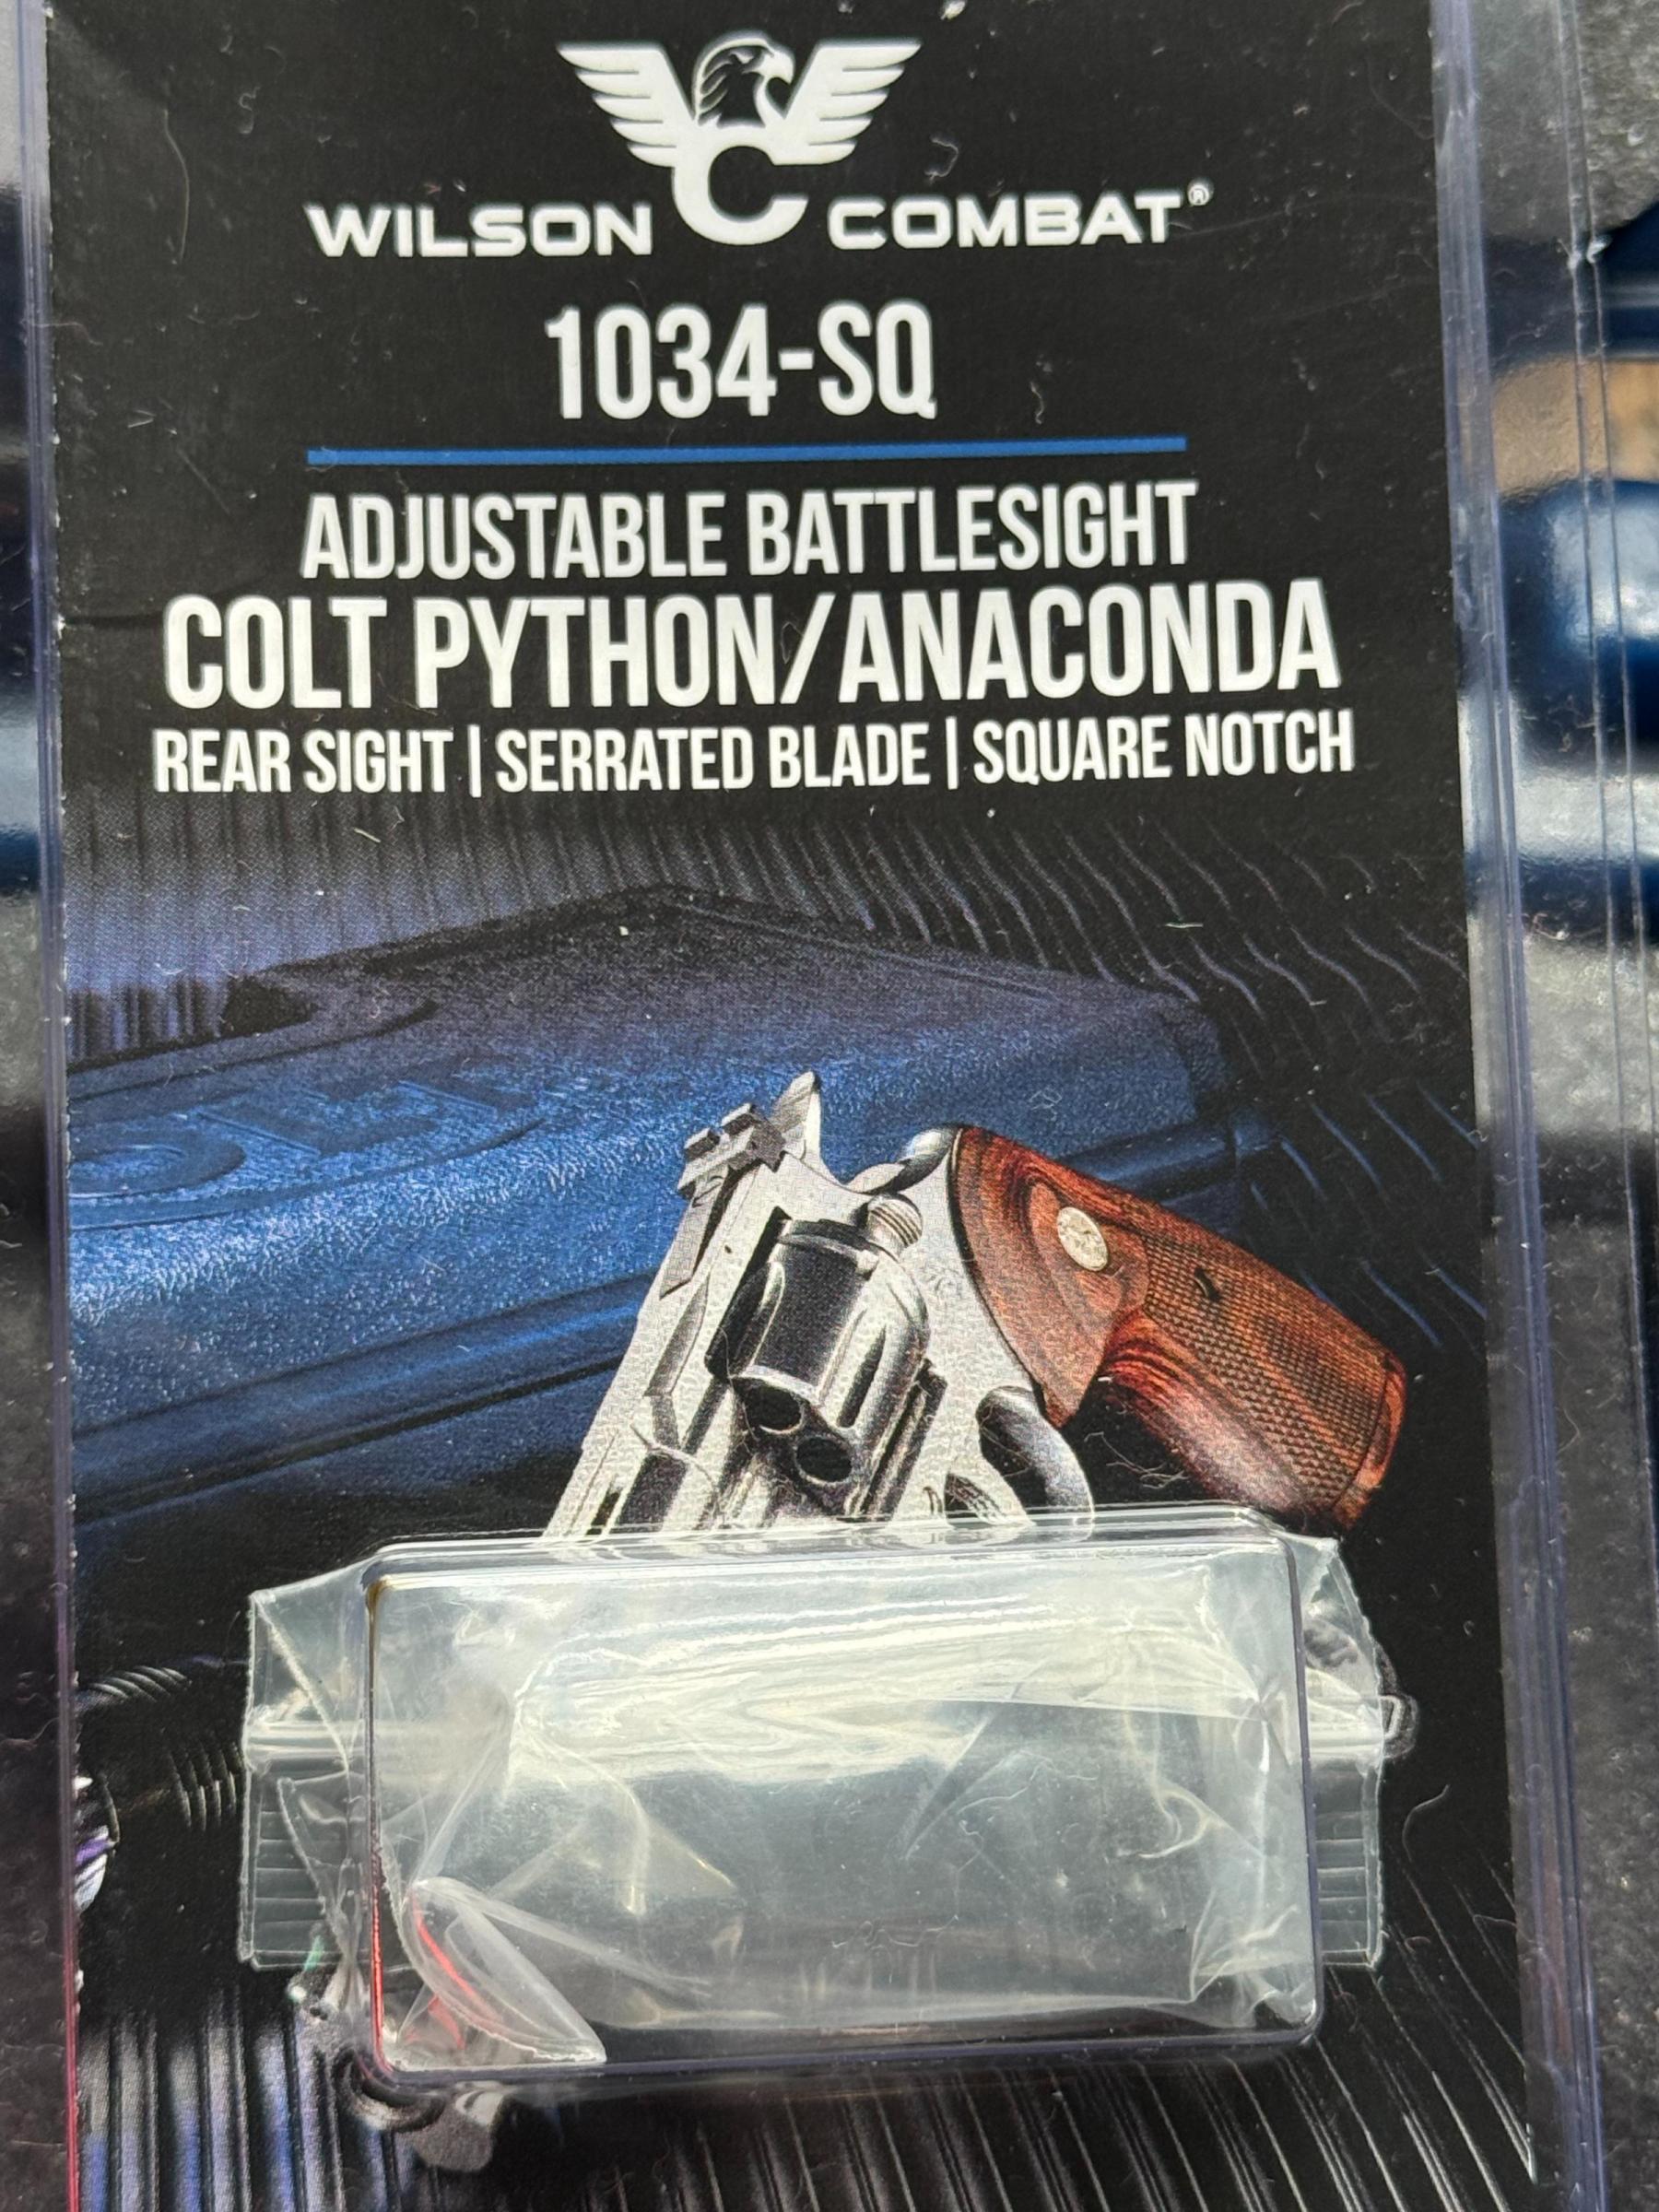 WILSON COMBAT®
1034-SQ
ADJUSTABLE BATTLESIGHT
COLT PYTHON/ANACONDA
REAR SIGHT | SERRATED BLADE | SQUARE NOTCH